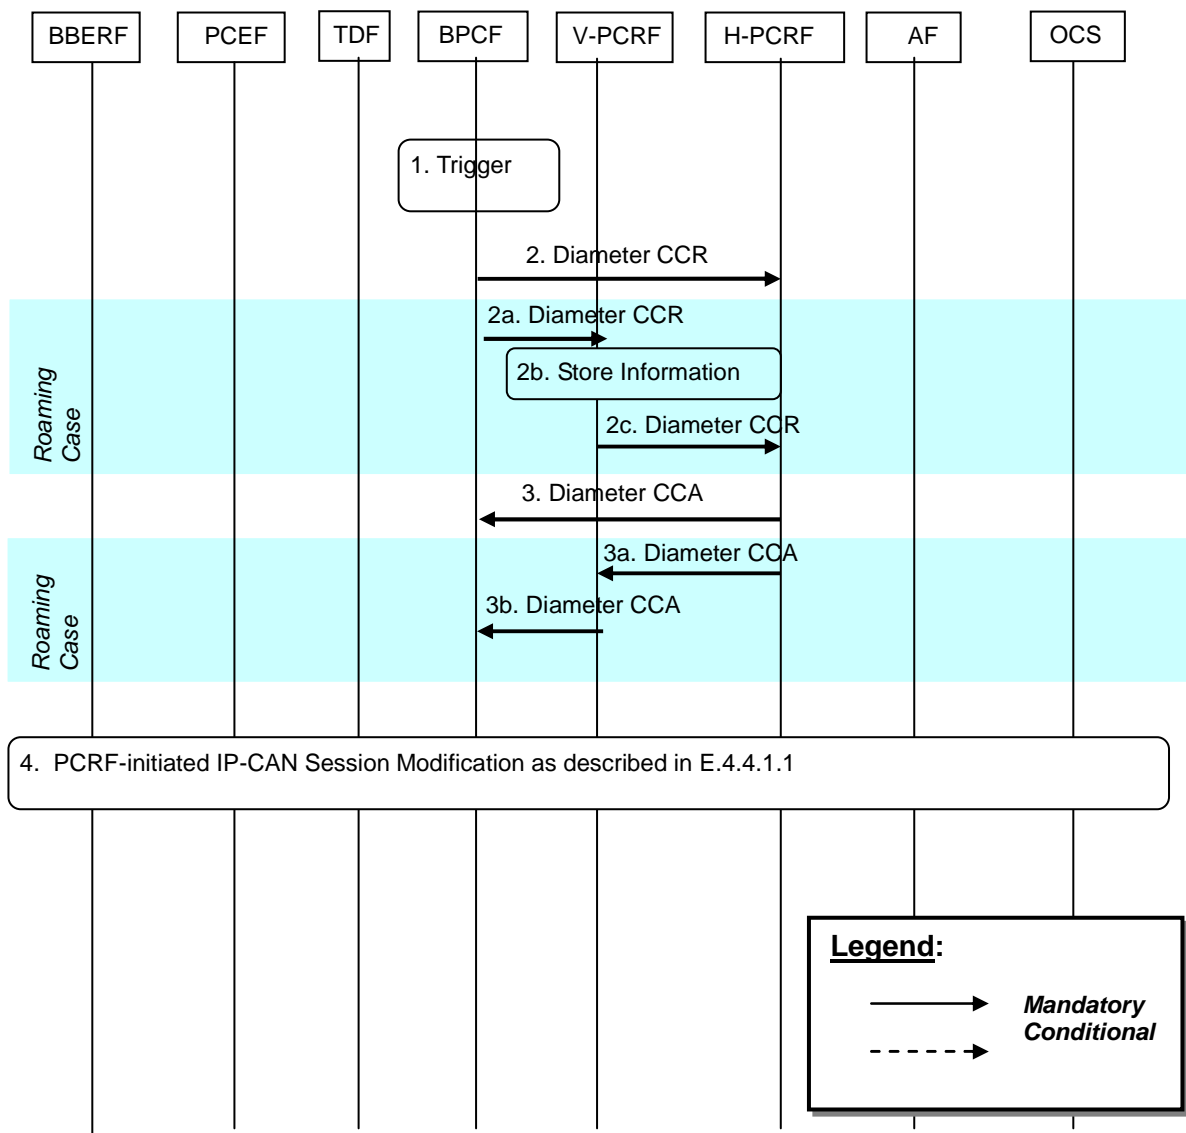 BBERF PCEF TDF BPCF V-PCRF H-PCRF AF OCS
1. Trigger
2. Diameter CCR
2a. Diameter CCR
2b. Store Information
2c. Diameter CCR
Roaming
Case
3. Diameter CCA
3a. Diameter CCA
3b. Diameter CCA
Roaming
Case
4. PCRF-initiated IP-CAN Session Modification as described in E.4.4.1.1
Legend:
Mandatory
Conditional